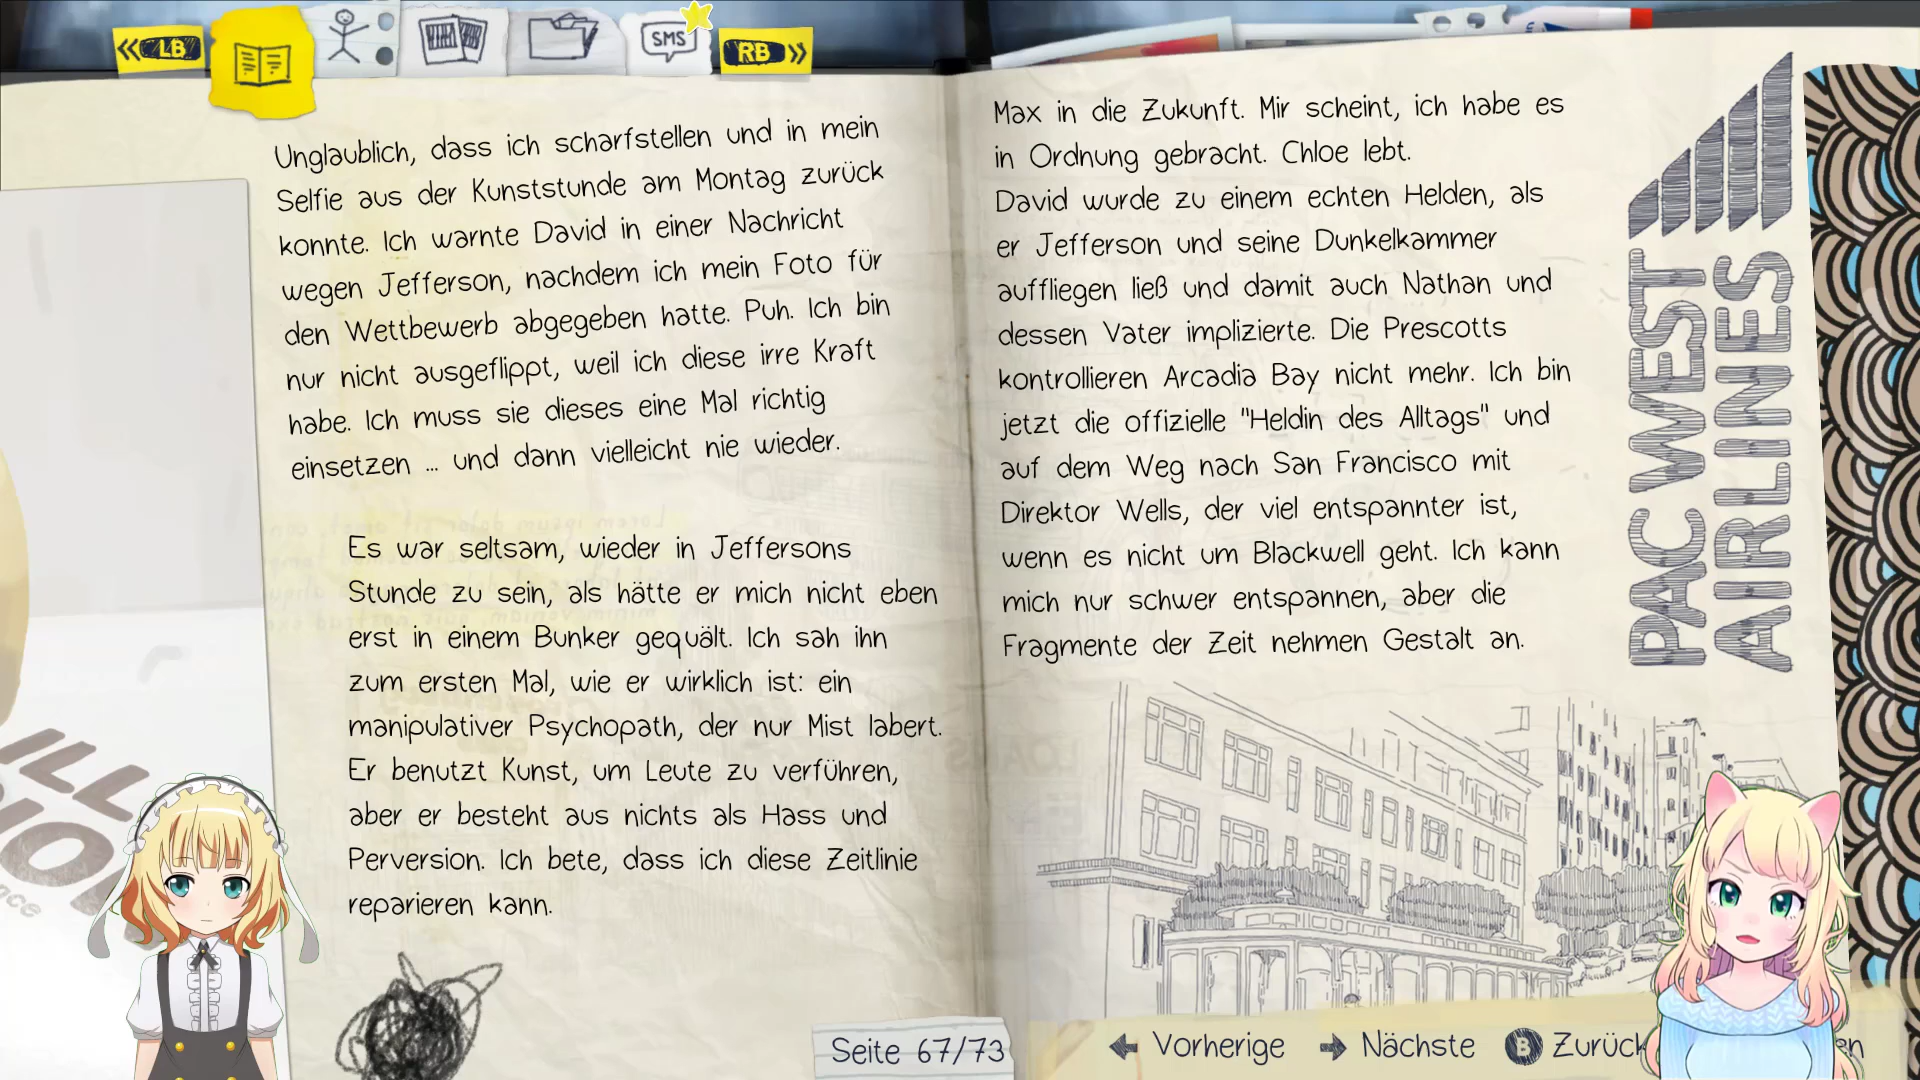 LB
SMS
RB
Unglaublich, dass ich scharfstellen und in mein
Selfie aus der Kunststunde am Montag zurück
konnte. Ich warnte David in einer Nachricht
wegen Jefferson, nachdem ich mein Foto für
den Wettbewerb abgegeben hatte. Puh. Ich bin
nur nicht ausgeflippt, weil ich diese irre Kraft
habe. Ich muss sie dieses eine Mal richtig
einsetzen ... und dann vielleicht nie wieder.
Es war seltsam, wieder in Jeffersons
Stunde zu sein, als hätte er mich nicht eben
erst in einem Bunker gequält. Ich sah ihn
zum ersten Mal, wie er wirklich ist: ein
manipulativer Psychopath, der nur Mist labert.
Er benutzt Kunst, um Leute zu verführen,
aber er besteht aus nichts als Hass und
Perversion. Ich bete, dass ich diese Zeitlinie
reparieren kann.
Max in die Zukunft. Mir scheint, ich habe es
in Ordnung gebracht. Chloe lebt.
David wurde zu einem echten Helden, als
er Jefferson und seine Dunkelkammer
auffliegen ließ und damit auch Nathan und
dessen Vater implizierte. Die Prescotts
kontrollieren Arcadia Bay nicht mehr. Ich bin
jetzt die offizielle "Heldin des Alltags" und
auf dem Weg nach San Francisco mit
Direktor Wells, der viel entspannter ist,
wenn es nicht um Blackwell geht. Ich kann
mich nur schwer entspannen, aber die
Fragmente der Zeit nehmen Gestalt an.
PAC WEST
AIRLINES
Seite 67/73
Vorherige
Nächste
B Zurück